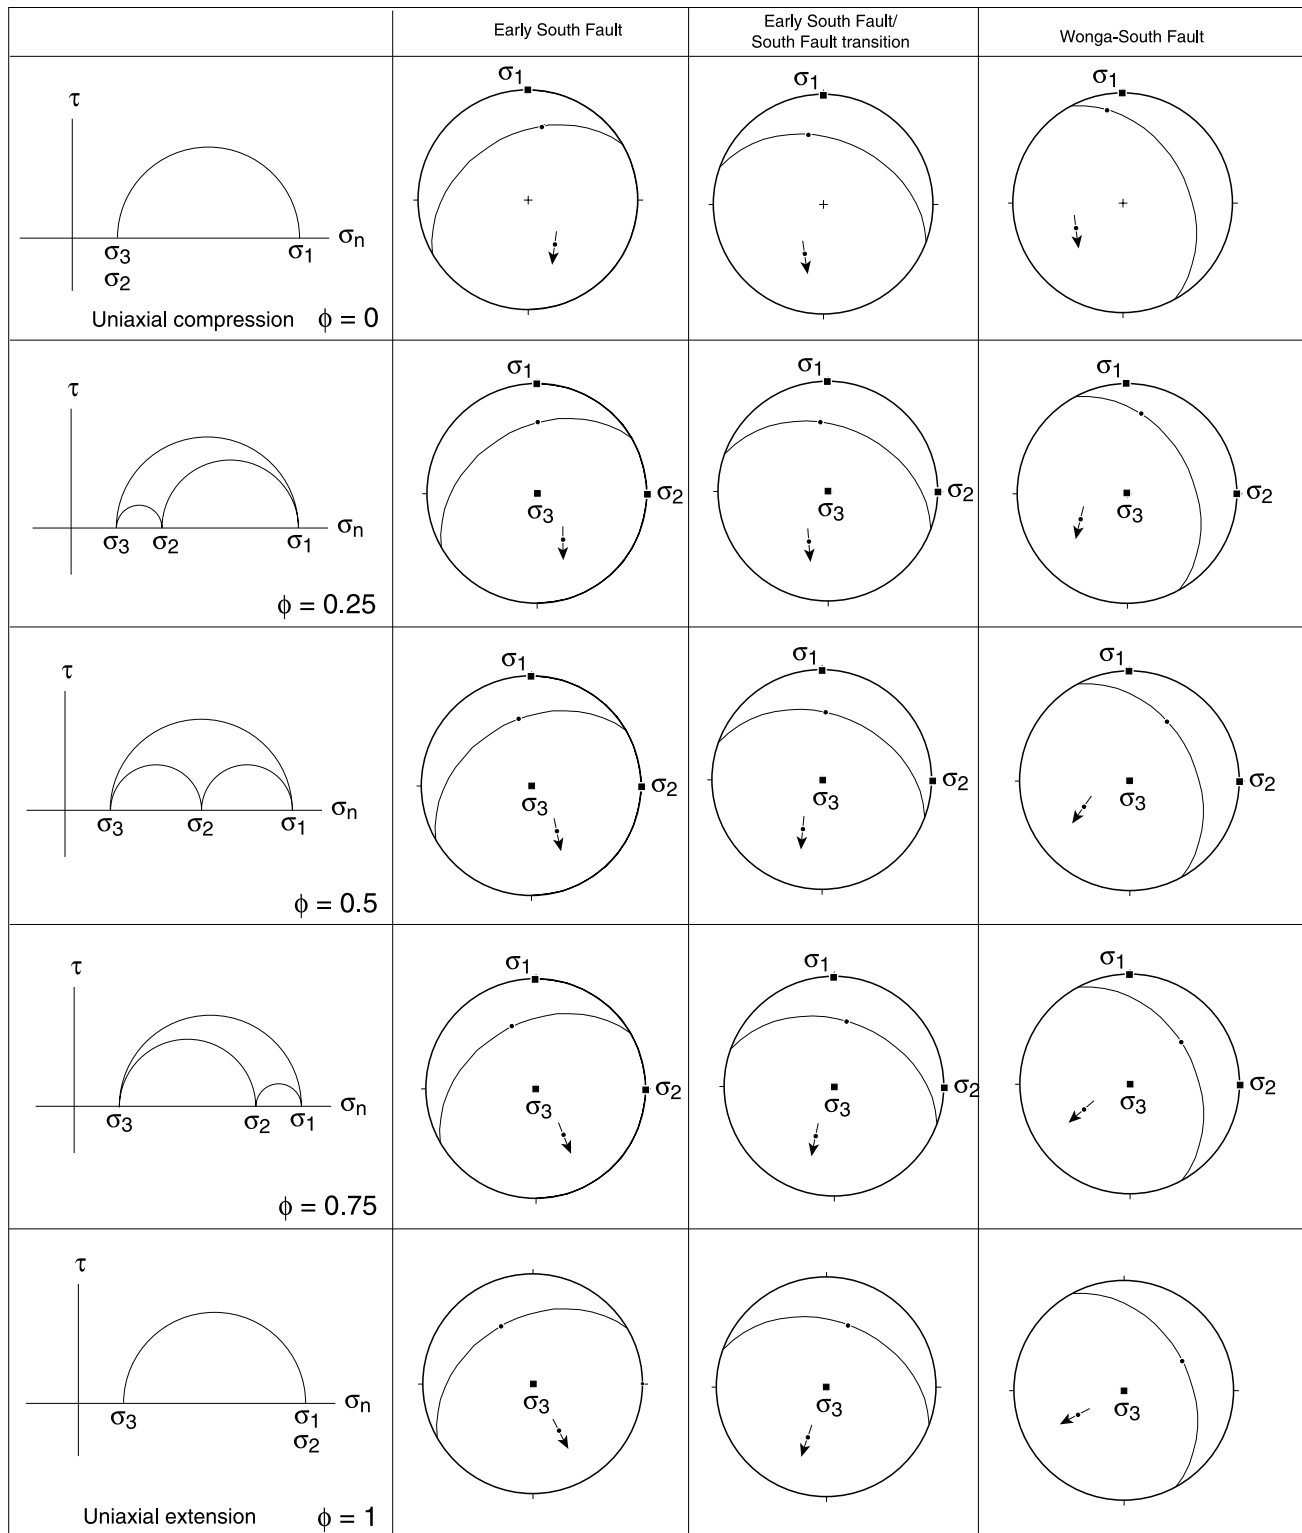 Early South Fault
Early South Fault/
South Fault transition
Wonga-South Fault
τ
σn
σ3
σ1
σ2
Uniaxial compression ϕ = 0
σ1
σ1
σ1
τ
σn
σ3 σ2 σ1
ϕ = 0.25
σ1
σ2
σ3
σ1
σ2
σ3
σ1
σ2
σ3
τ
σn
σ3 σ2 σ1
ϕ = 0.5
σ1
σ2
σ3
σ1
σ2
σ3
σ1
σ2
σ3
τ
σn
σ3 σ2 σ1
ϕ = 0.75
σ1
σ2
σ3
σ1
σ2
σ3
σ1
σ2
σ3
τ
σn
σ3 σ1
σ2
Uniaxial extension ϕ = 1
σ3
σ3
σ3